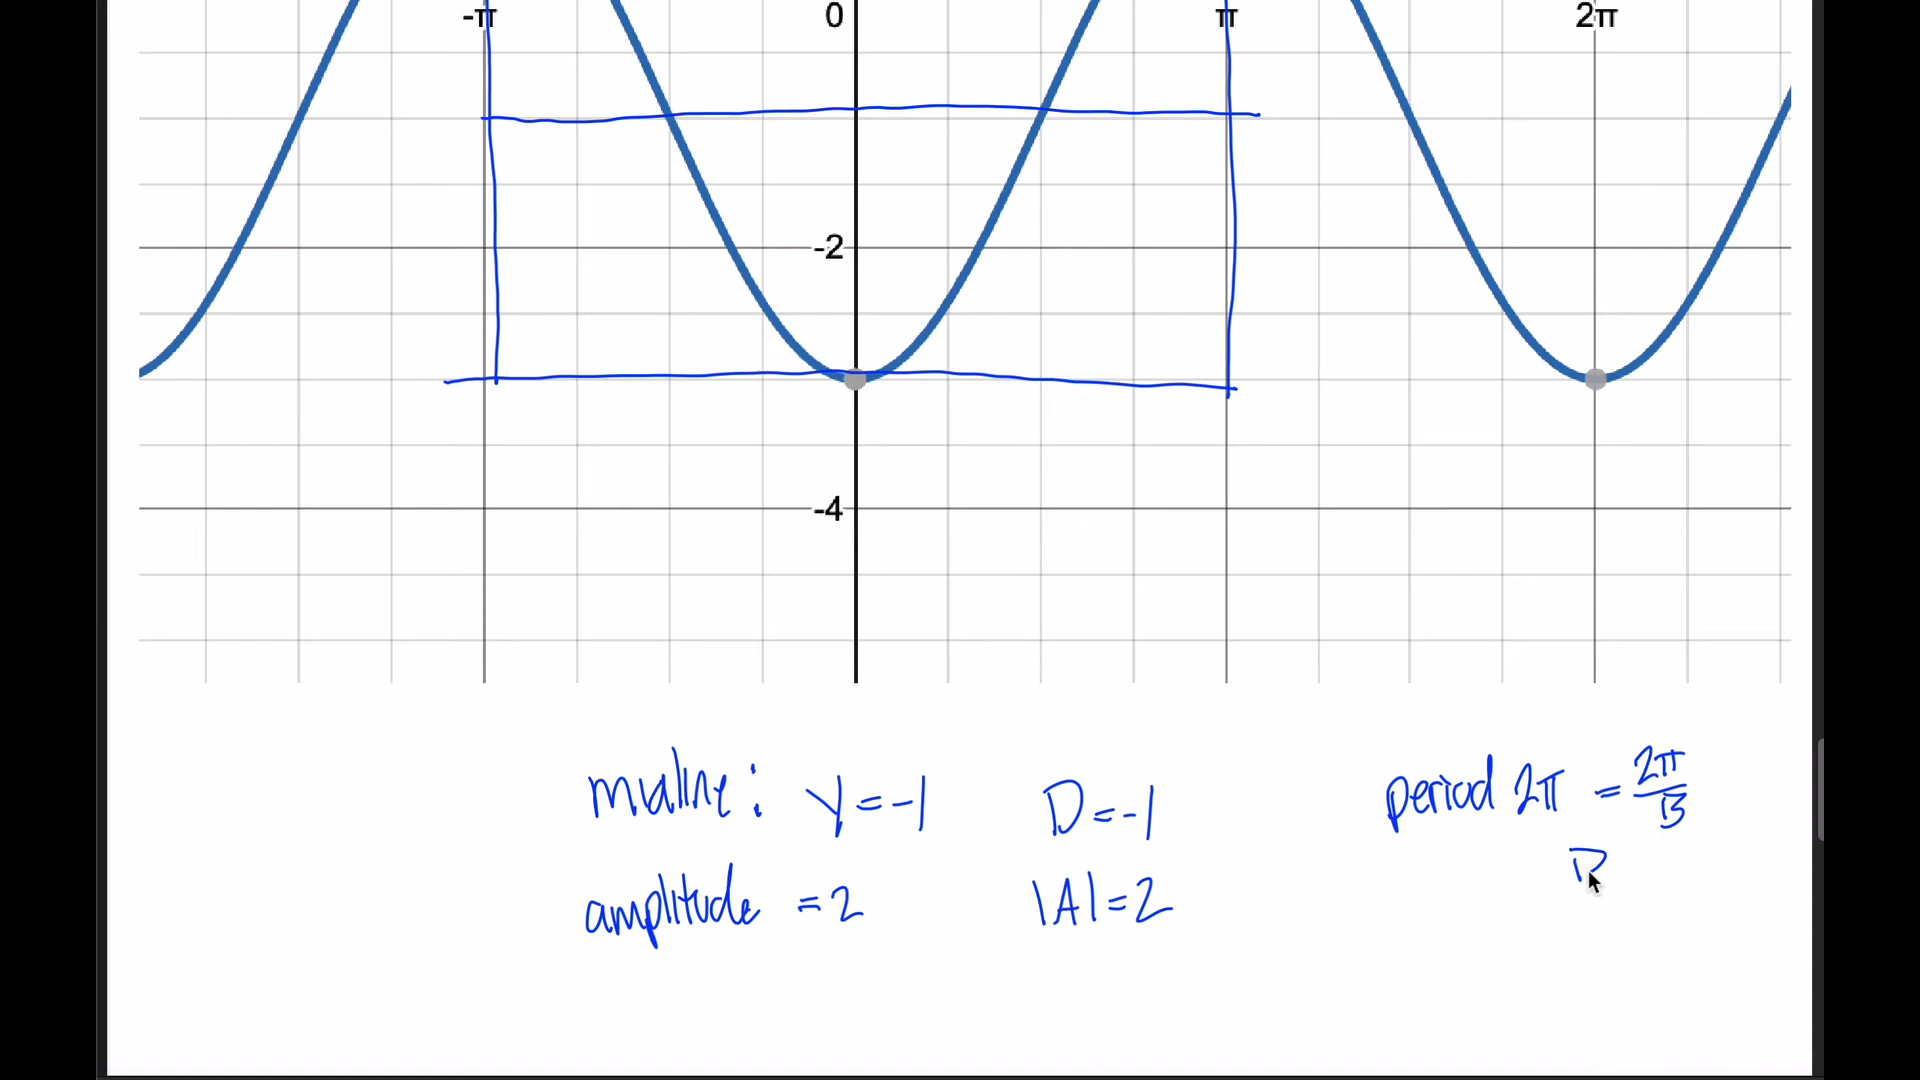 -π 0 π 2π
-2
-4
midline: y = -1 D = -1 period 2π = 2π/B
amplitude = 2 |A| = 2 B